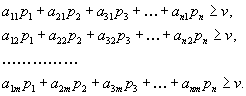 a₁₁p₁ + a₂₁p₂ + a₃₁p₃ + … + aₙ₁pₙ ≥ v,
a₁₂p₁ + a₂₂p₂ + a₃₂p₃ + … + aₙ₂pₙ ≥ v,
……………
a₁ₘp₁ + a₂ₘp₂ + a₃ₘp₃ + … + aₙₘpₙ ≥ v.